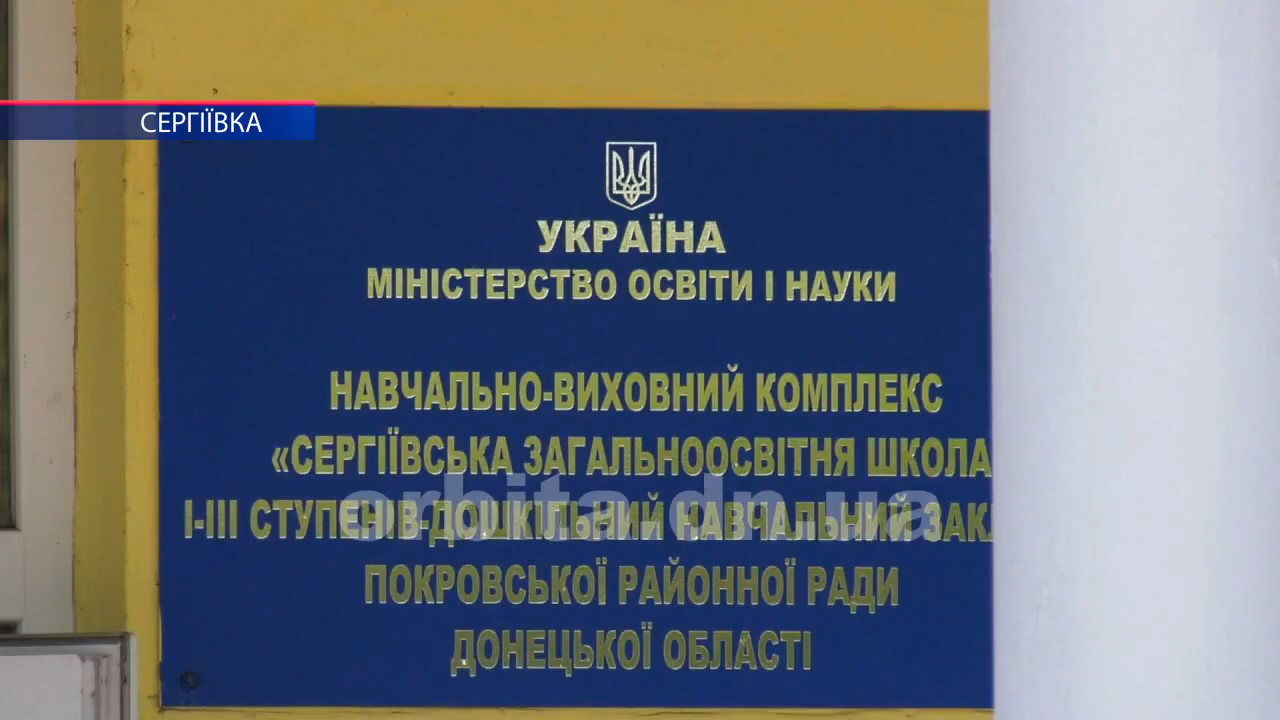 СЕРГІЇВКА
УКРАЇНА
МІНІСТЕРСТВО ОСВІТИ І НАУКИ
НАВЧАЛЬНО-ВИХОВНИЙ КОМПЛЕКС
«СЕРГІЇВСЬКА ЗАГАЛЬНООСВІТНЯ ШКОЛА
І-ІІІ СТУПЕНІВ-ДОШКІЛЬНИЙ НАВЧАЛЬНИЙ
orbita.dn.ua
ПОКРОВСЬКОЇ РАЙОННОЇ РАДИ
ДОНЕЦЬКОЇ ОБЛАСТІ